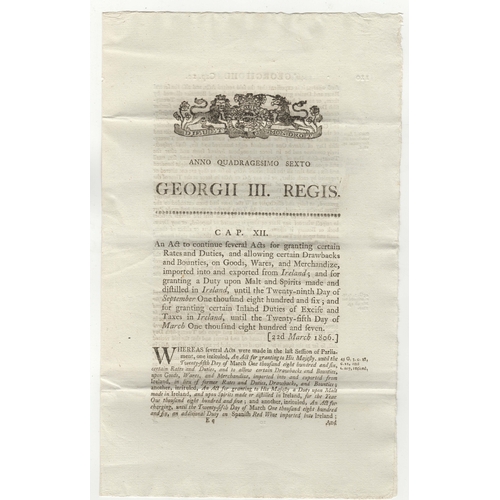 ANNO QUADRAGESIMO SEXTO
GEORGII III. REGIS.
CAP. XII.
An Act to continue several Acts for granting certain
Rates and Duties, and allowing certain Drawbacks
and Bounties, on Goods, Wares, and Merchandize,
imported into and exported from Ireland; and for
granting a Duty upon Malt and Spirits made and
distilled in Ireland, until the Twenty-ninth Day of
September One thousand eight hundred and six; and
for granting certain Inland Duties of Excise and
Taxes in Ireland, until the Twenty-fifth Day of
March One thousand eight hundred and seven.
[22d March 1806.]
WHEREAS several Acts were made in the last Session of Parlia-
ment, one intituled, An Act for granting to His Majesty, until the
Twenty-fifth Day of March One thousand eight hundred and six,
certain Rates and Duties, and to allow certain Drawbacks and Bounties,
upon Goods, Wares, and Merchandize, imported into and exported from
Ireland, in lieu of former Rates and Duties, Drawbacks, and Bounties;
another, intituled, An Act for granting to His Majesty a Duty upon Malt
made in Ireland, and upon Spirits made or distilled in Ireland, for the Year
One thousand eight hundred and five; and another, intituled, An Act for
charging, until the Twenty-fifth Day of March One thousand eight hundred
and six, an additional Duty on Spanish Red Wine imported into Ireland;
And